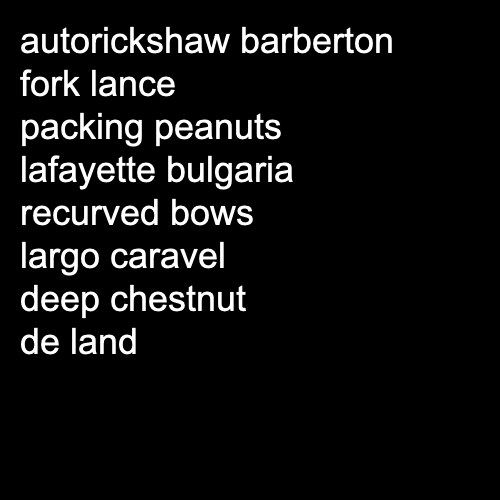 autorickshaw barberton
fork lance
packing peanuts
lafayette bulgaria
recurved bows
largo caravel
deep chestnut
de land